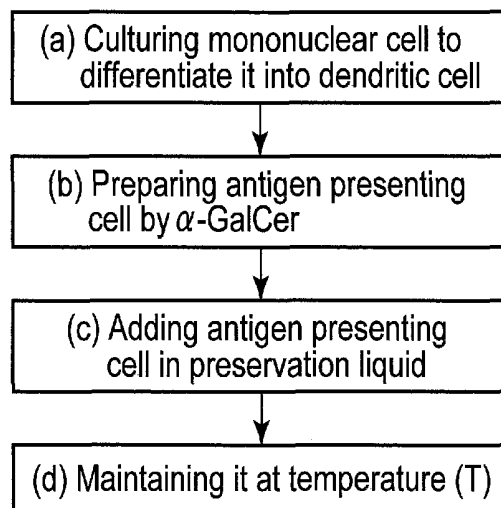 (a) Culturing mononuclear cell to
differentiate it into dendritic cell
(b) Preparing antigen presenting
cell by α-GalCer
(c) Adding antigen presenting
cell in preservation liquid
(d) Maintaining it at temperature (T)